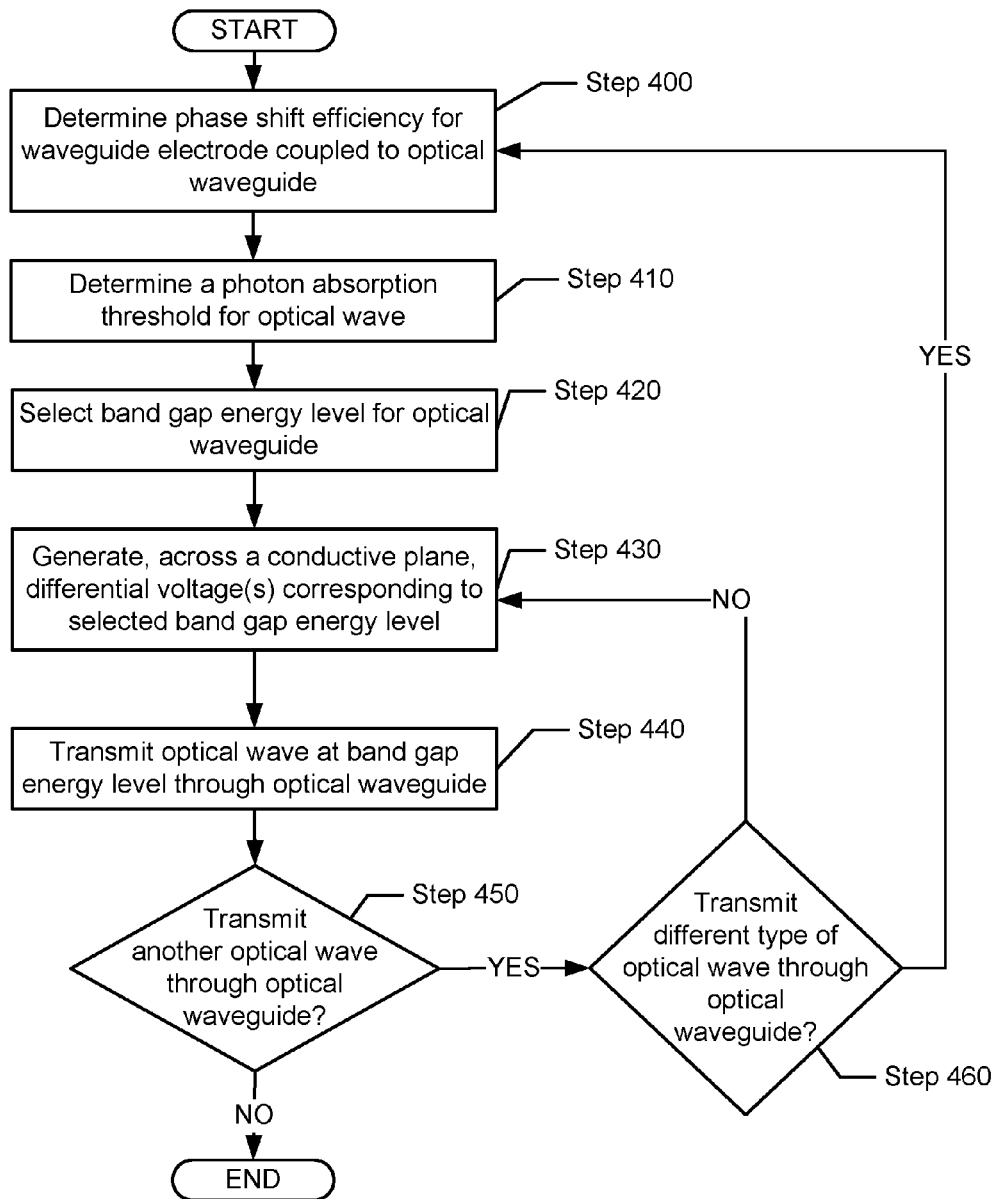 START
Step 400
Determine phase shift efficiency for
waveguide electrode coupled to optical
waveguide
Step 410
Determine a photon absorption
threshold for optical wave
YES
Step 420
Select band gap energy level for optical
waveguide
Step 430
Generate, across a conductive plane,
differential voltage(s) corresponding to
selected band gap energy level
NO
Step 440
Transmit optical wave at band gap
energy level through optical waveguide
Step 450
Transmit
another optical wave
through optical
waveguide?
YES
Transmit
different type of
optical wave through
optical
waveguide?
Step 460
NO
END